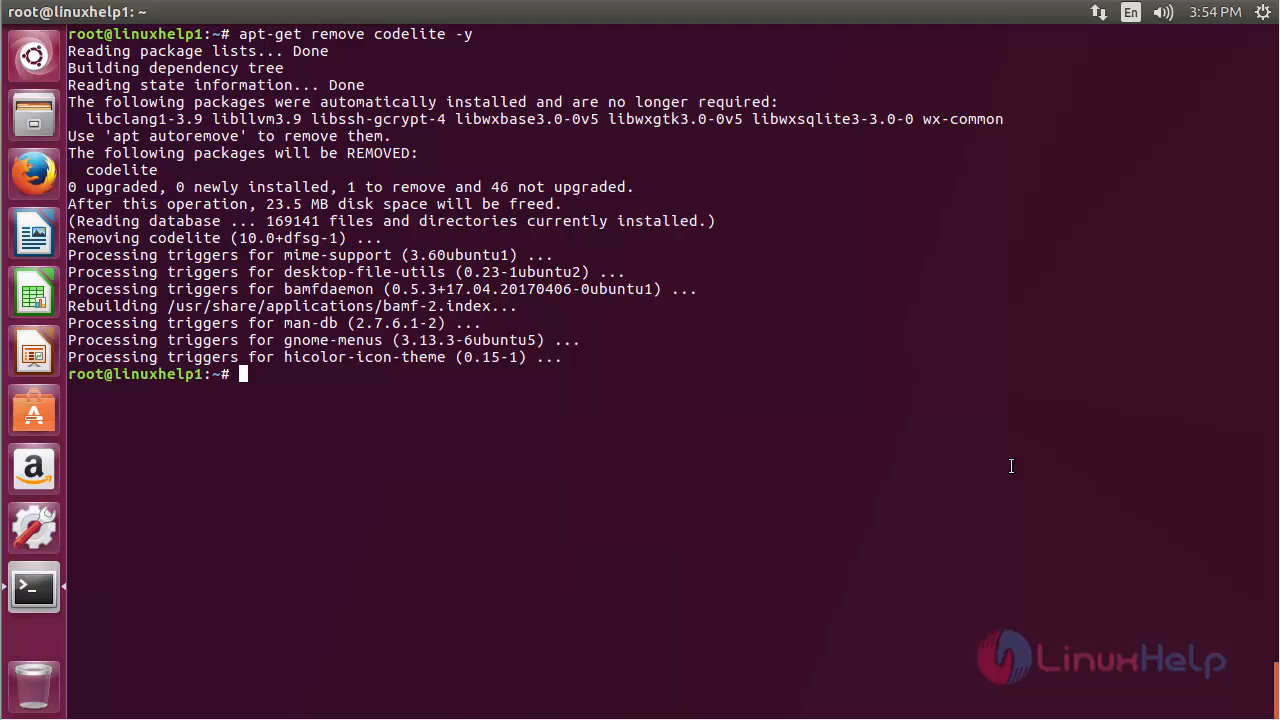 root@linuxhelp1: ~
En
3:54 PM
root@linuxhelp1:~# apt-get remove codelite -y
Reading package lists... Done
Building dependency tree
Reading state information... Done
The following packages were automatically installed and are no longer required:
  libclang1-3.9 libllvm3.9 libssh-gcrypt-4 libwxbase3.0-0v5 libwxgtk3.0-0v5 libwxsqlite3-3.0-0 wx-common
Use 'apt autoremove' to remove them.
The following packages will be REMOVED:
  codelite
0 upgraded, 0 newly installed, 1 to remove and 46 not upgraded.
After this operation, 23.5 MB disk space will be freed.
(Reading database ... 169141 files and directories currently installed.)
Removing codelite (10.0+dfsg-1) ...
Processing triggers for mime-support (3.60ubuntu1) ...
Processing triggers for desktop-file-utils (0.23-1ubuntu2) ...
Processing triggers for bamfdaemon (0.5.3+17.04.20170406-0ubuntu1) ...
Rebuilding /usr/share/applications/bamf-2.index...
Processing triggers for man-db (2.7.6.1-2) ...
Processing triggers for gnome-menus (3.13.3-6ubuntu5) ...
Processing triggers for hicolor-icon-theme (0.15-1) ...
root@linuxhelp1:~#
LinuxHelp